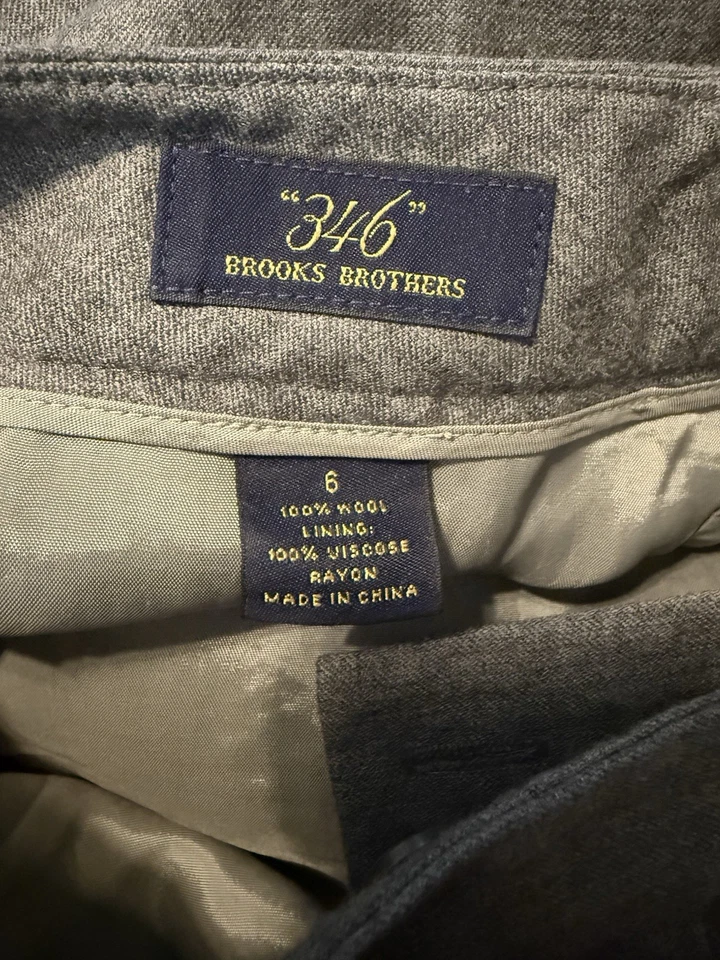 "346"
BROOKS BROTHERS
6
100% WOOL
LINING:
100% VISCOSE
RAYON
MADE IN CHINA